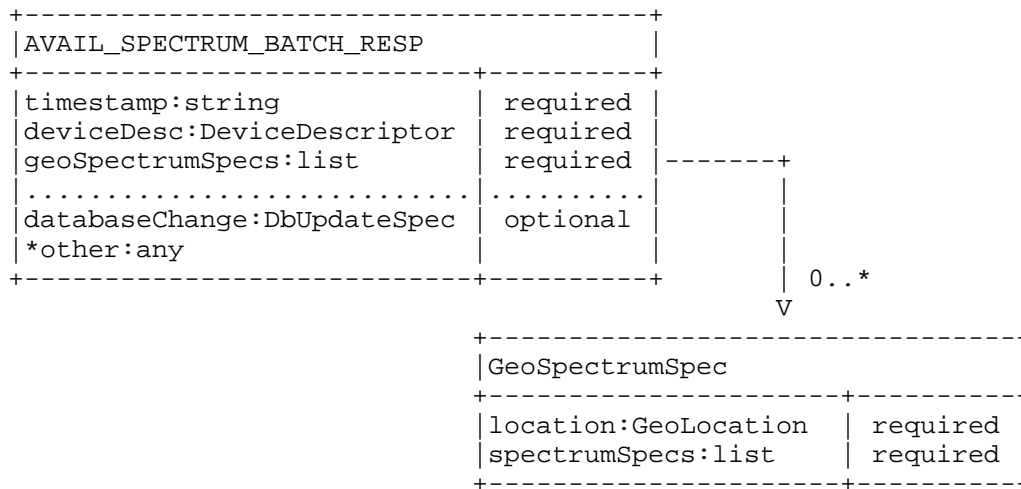 +---------------------------------------+
|AVAIL_SPECTRUM_BATCH_RESP              |
+----------------------------+----------+
|timestamp:string            | required |
|deviceDesc:DeviceDescriptor | required |
|geoSpectrumSpecs:list       | required |-------+
|............................|..........|       |
|databaseChange:DbUpdateSpec | optional |       |
|*other:any                  |          |       |
+----------------------------+----------+       | 0..*
                                                V
                             +----------------------------------
                             |GeoSpectrumSpec
                             +----------------------+-----------
                             |location:GeoLocation  | required
                             |spectrumSpecs:list    | required
                             +----------------------+-----------